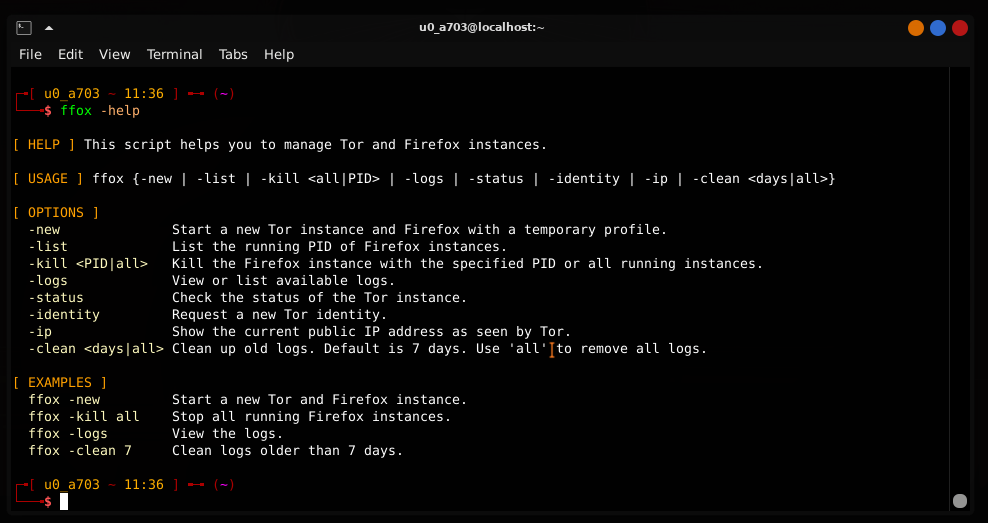 u0_a703@localhost:~
File Edit View Terminal Tabs Help
┌─[ u0_a703 ~ 11:36 ] ─ (~)
└───$ ffox -help
[ HELP ] This script helps you to manage Tor and Firefox instances.
[ USAGE ] ffox {-new | -list | -kill <all|PID> | -logs | -status | -identity | -ip | -clean <days|all>}
[ OPTIONS ]
-new Start a new Tor instance and Firefox with a temporary profile.
-list List the running PID of Firefox instances.
-kill <PID|all> Kill the Firefox instance with the specified PID or all running instances.
-logs View or list available logs.
-status Check the status of the Tor instance.
-identity Request a new Tor identity.
-ip Show the current public IP address as seen by Tor.
-clean <days|all> Clean up old logs. Default is 7 days. Use 'all' to remove all logs.
[ EXAMPLES ]
ffox -new Start a new Tor and Firefox instance.
ffox -kill all Stop all running Firefox instances.
ffox -logs View the logs.
ffox -clean 7 Clean logs older than 7 days.
┌─[ u0_a703 ~ 11:36 ] ─ (~)
└───$